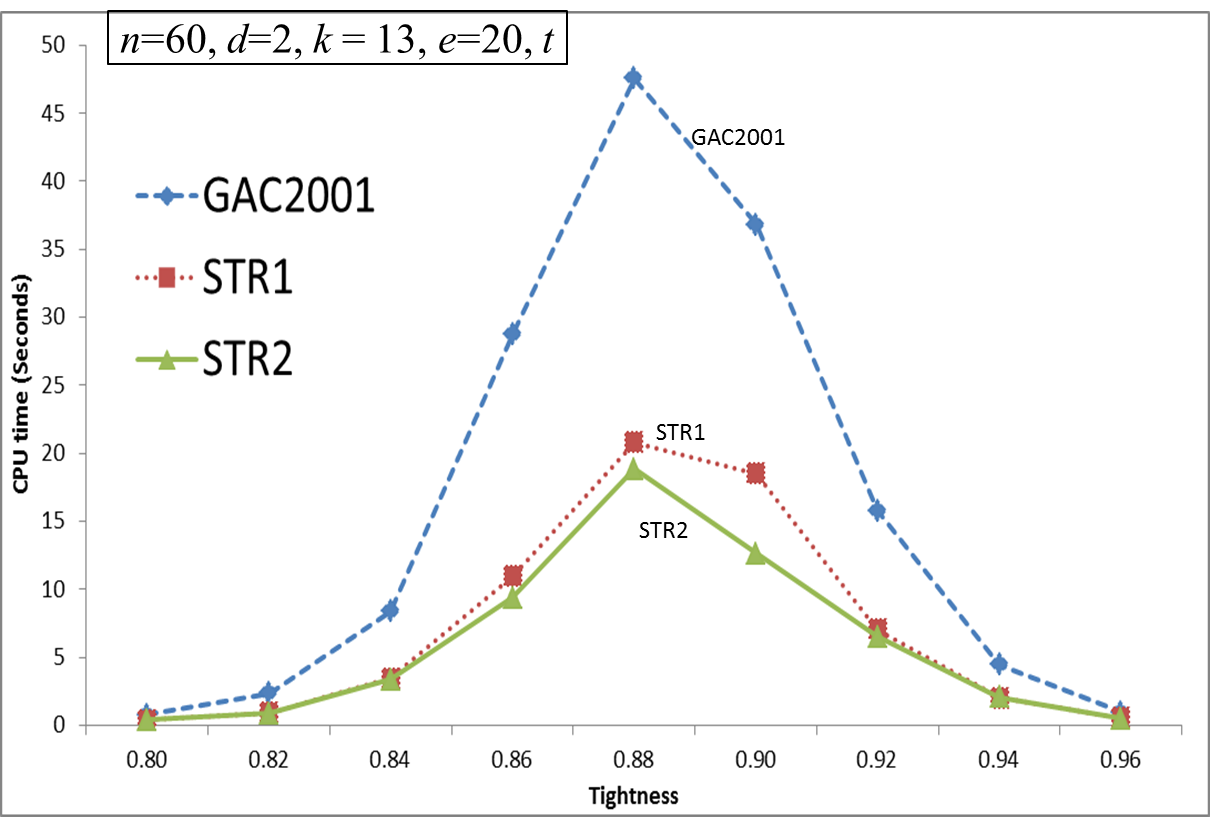 n=60, d=2, k = 13, e=20, t
50
45
40
35
30
25
20
15
10
5
0
CPU time (Seconds)
GAC2001
STR1
STR2
GAC2001
STR1
STR2
0.80 0.82 0.84 0.86 0.88 0.90 0.92 0.94 0.96
Tightness